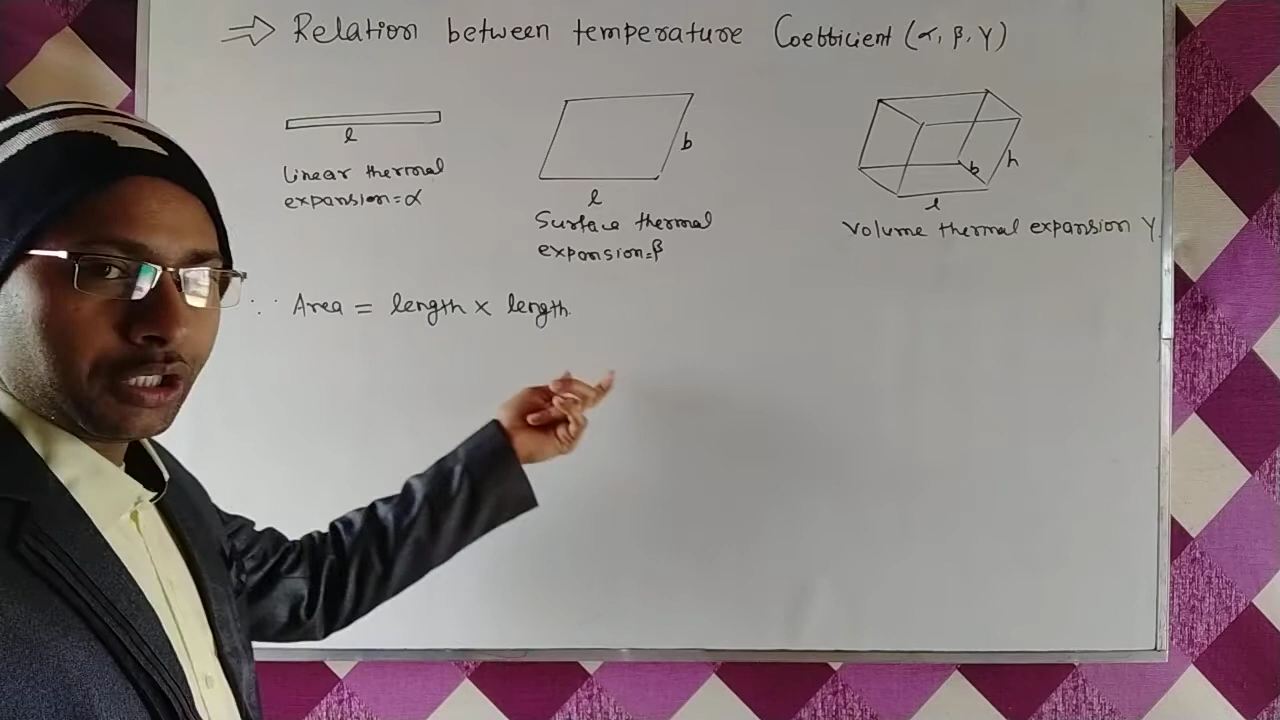 ⇒ Relation between temperature Coefficient (α, β, γ)
l
Linear thermal
expansion=α
b
l
Surface thermal
expansion=β
b
h
l
Volume thermal expansion γ.
∵ Area = length × length.